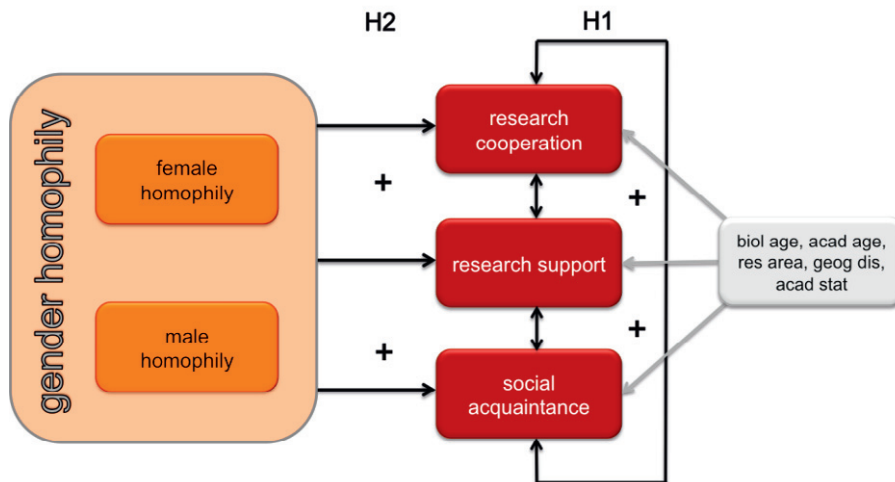 H2
H1
gender homophily
female
homophily
male
homophily
+
+
research
cooperation
+
research support
+
social
acquaintance
biol age, acad age,
res area, geog dis,
acad stat